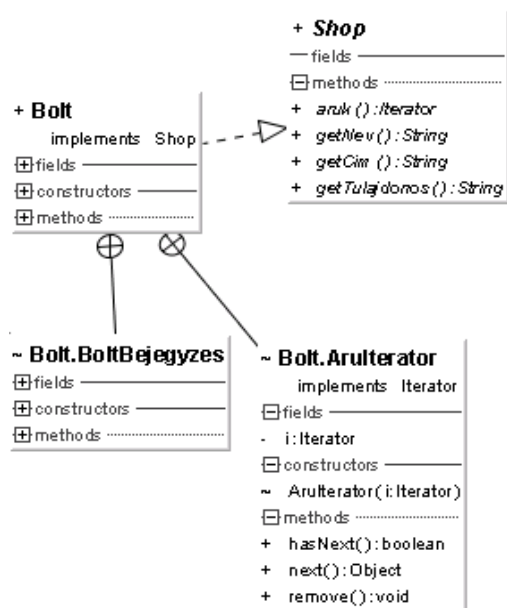 + Shop
fields
methods
+ aruk():Iterator
+ getNev():String
+ getCim():String
+ getTulajdonos():String
+ Bolt
implements Shop
fields
constructors
methods
~ Bolt.BoltBejegyzes
fields
constructors
methods
~ Bolt.AruIterator
implements Iterator
fields
- i:Iterator
constructors
~ AruIterator(i:Iterator)
methods
+ hasNext():boolean
+ next():Object
+ remove():void